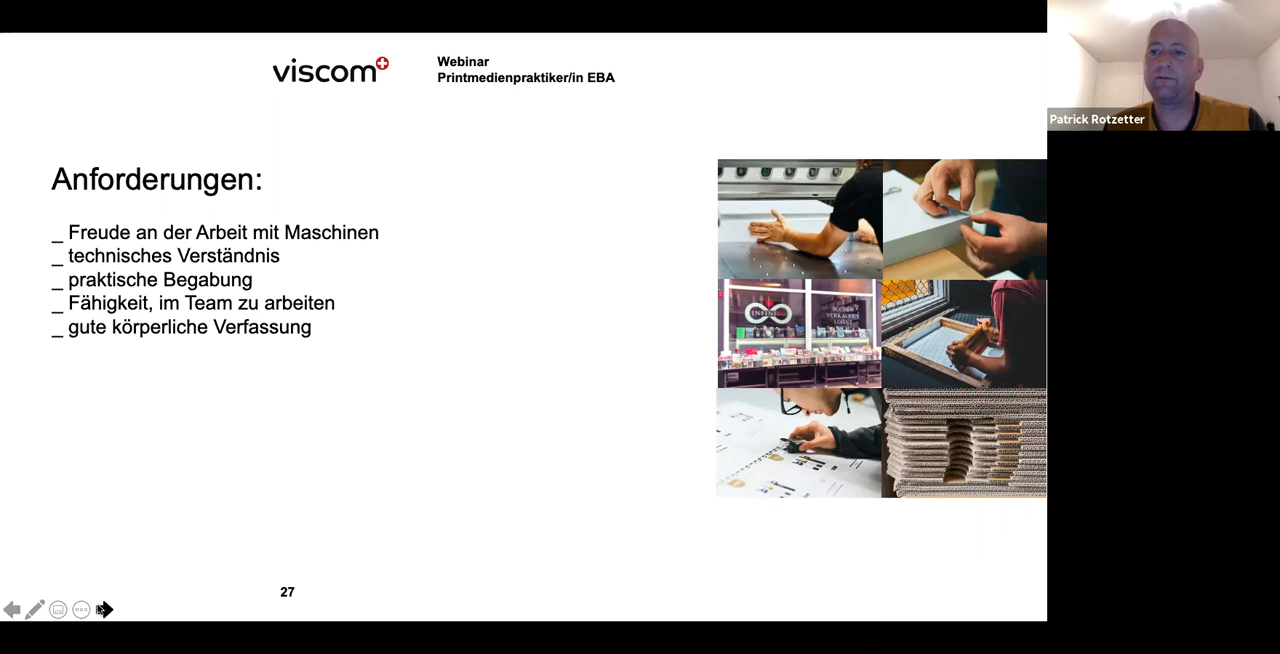 viscom
Webinar
Printmedienpraktiker/in EBA
Patrick Rotzetter
Anforderungen:
_ Freude an der Arbeit mit Maschinen
_ technisches Verständnis
_ praktische Begabung
_ Fähigkeit, im Team zu arbeiten
_ gute körperliche Verfassung
27